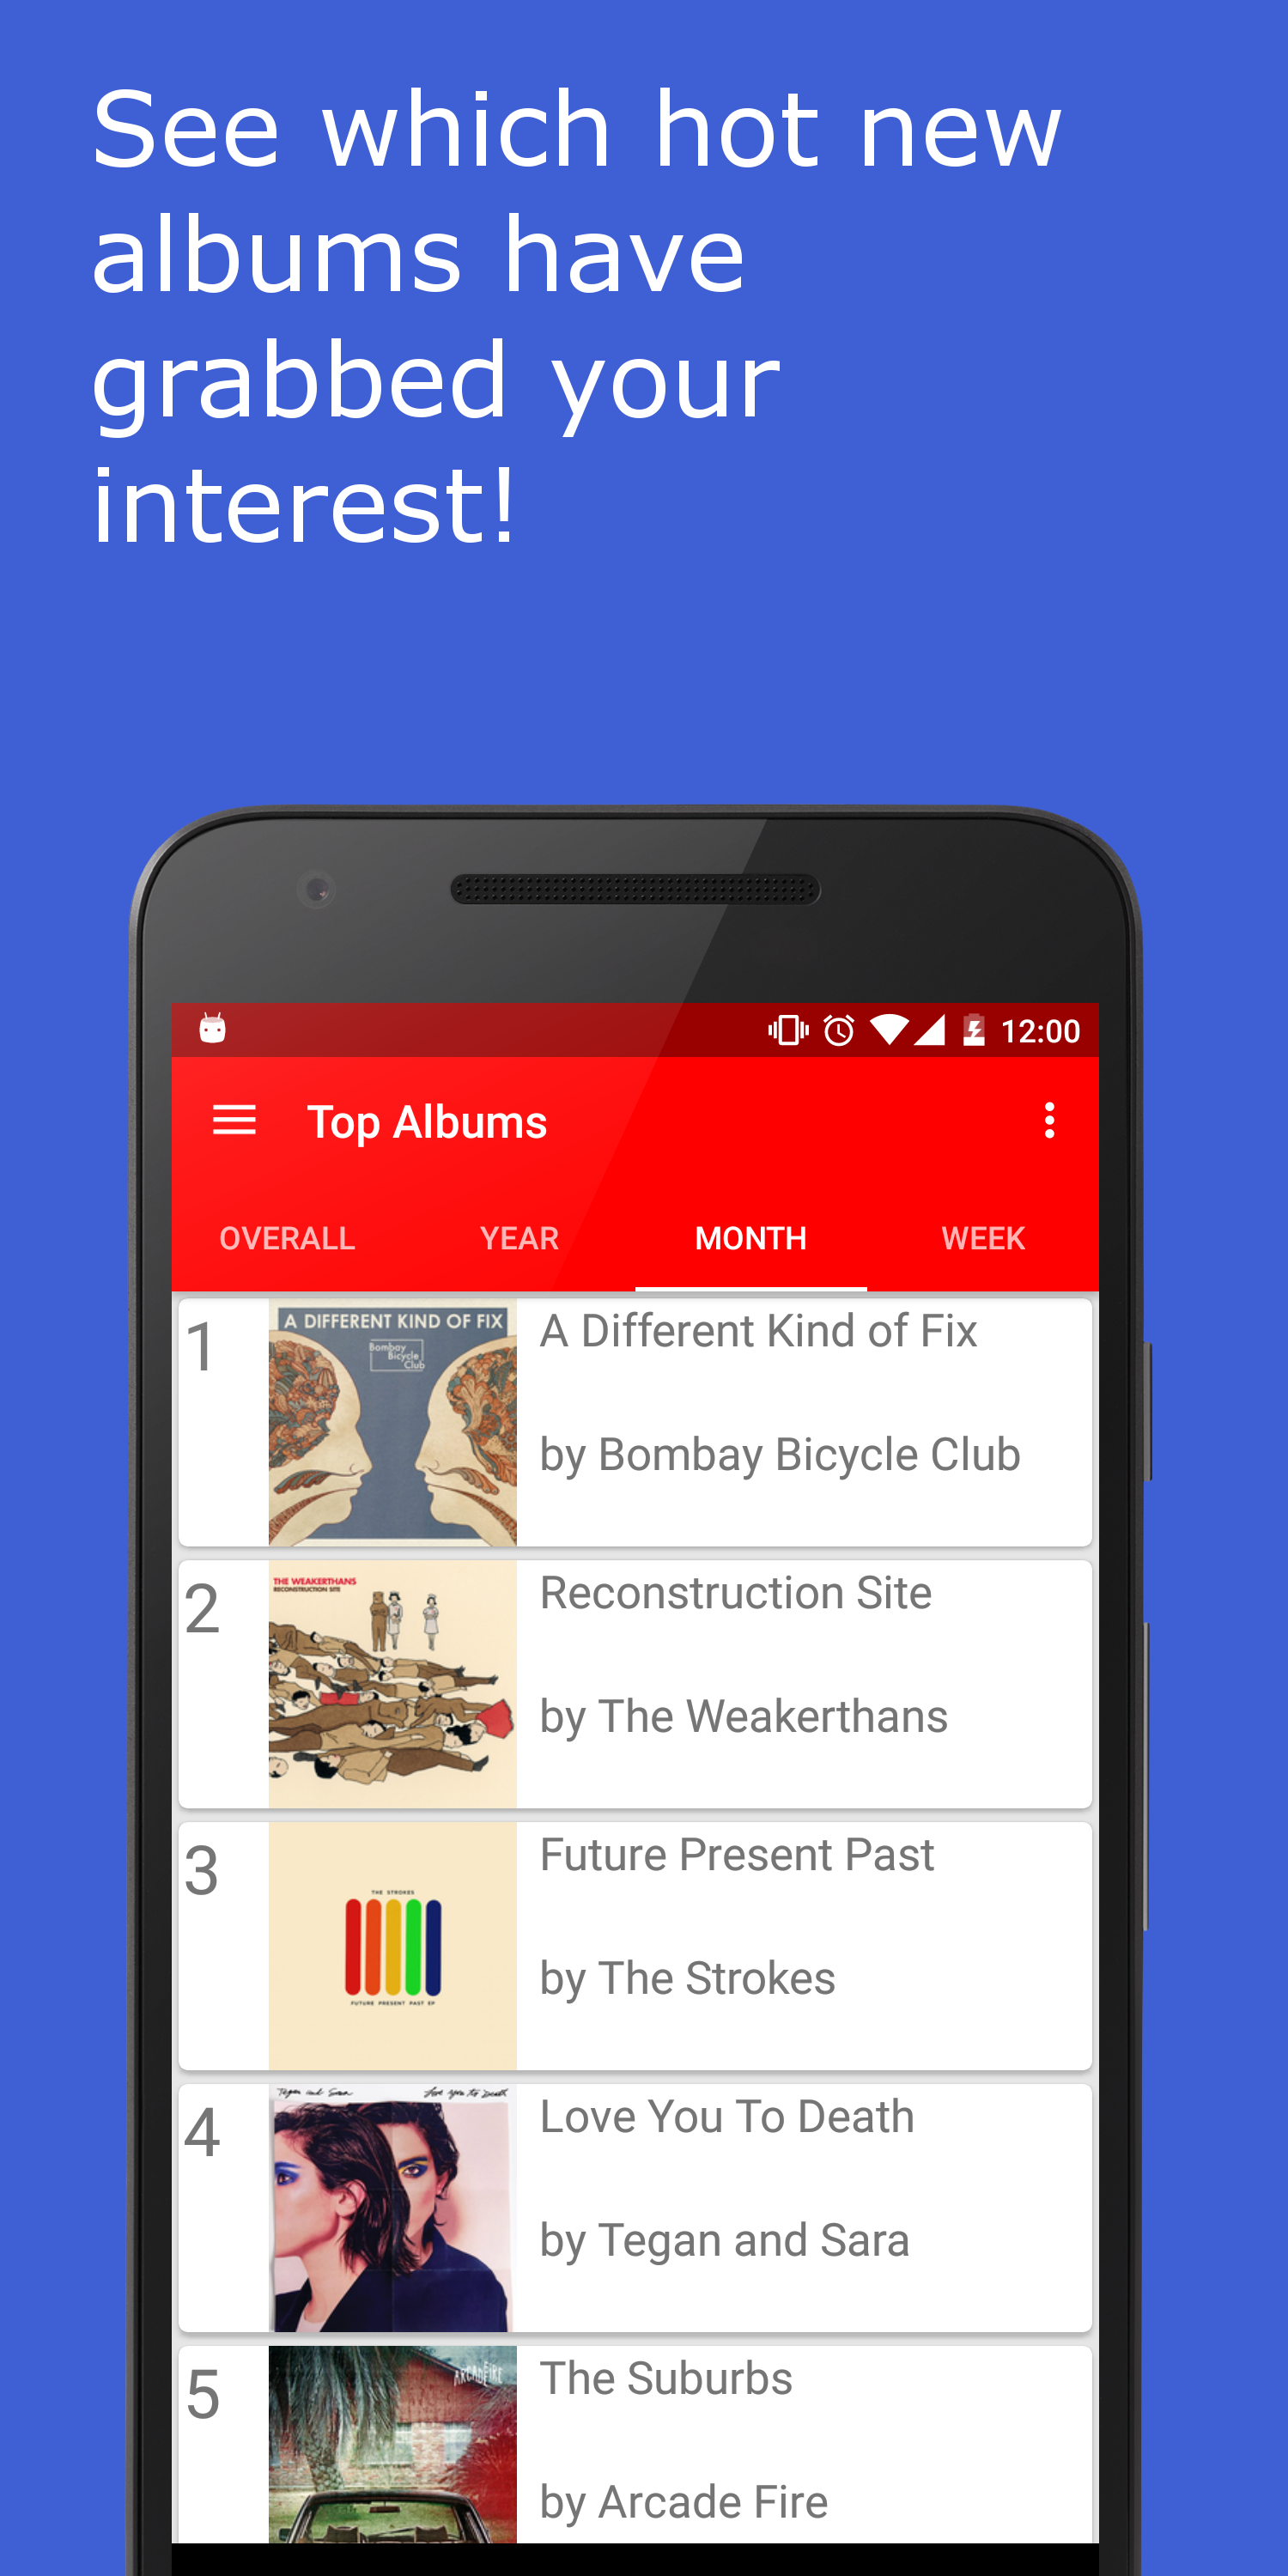 See which hot new
albums have
grabbed your
interest!
12:00
Top Albums
OVERALL YEAR MONTH WEEK
1
A DIFFERENT KIND OF FIX
Bombay
Bicycle
Club
A Different Kind of Fix
by Bombay Bicycle Club
2
THE WEAKERTHANS
RECONSTRUCTION SITE
Reconstruction Site
by The Weakerthans
3
THE STROKES
FUTURE PRESENT PAST EP
Future Present Past
by The Strokes
4
Tegan and Sara Love You To Death
Love You To Death
by Tegan and Sara
5
ARCADE FIRE
The Suburbs
by Arcade Fire